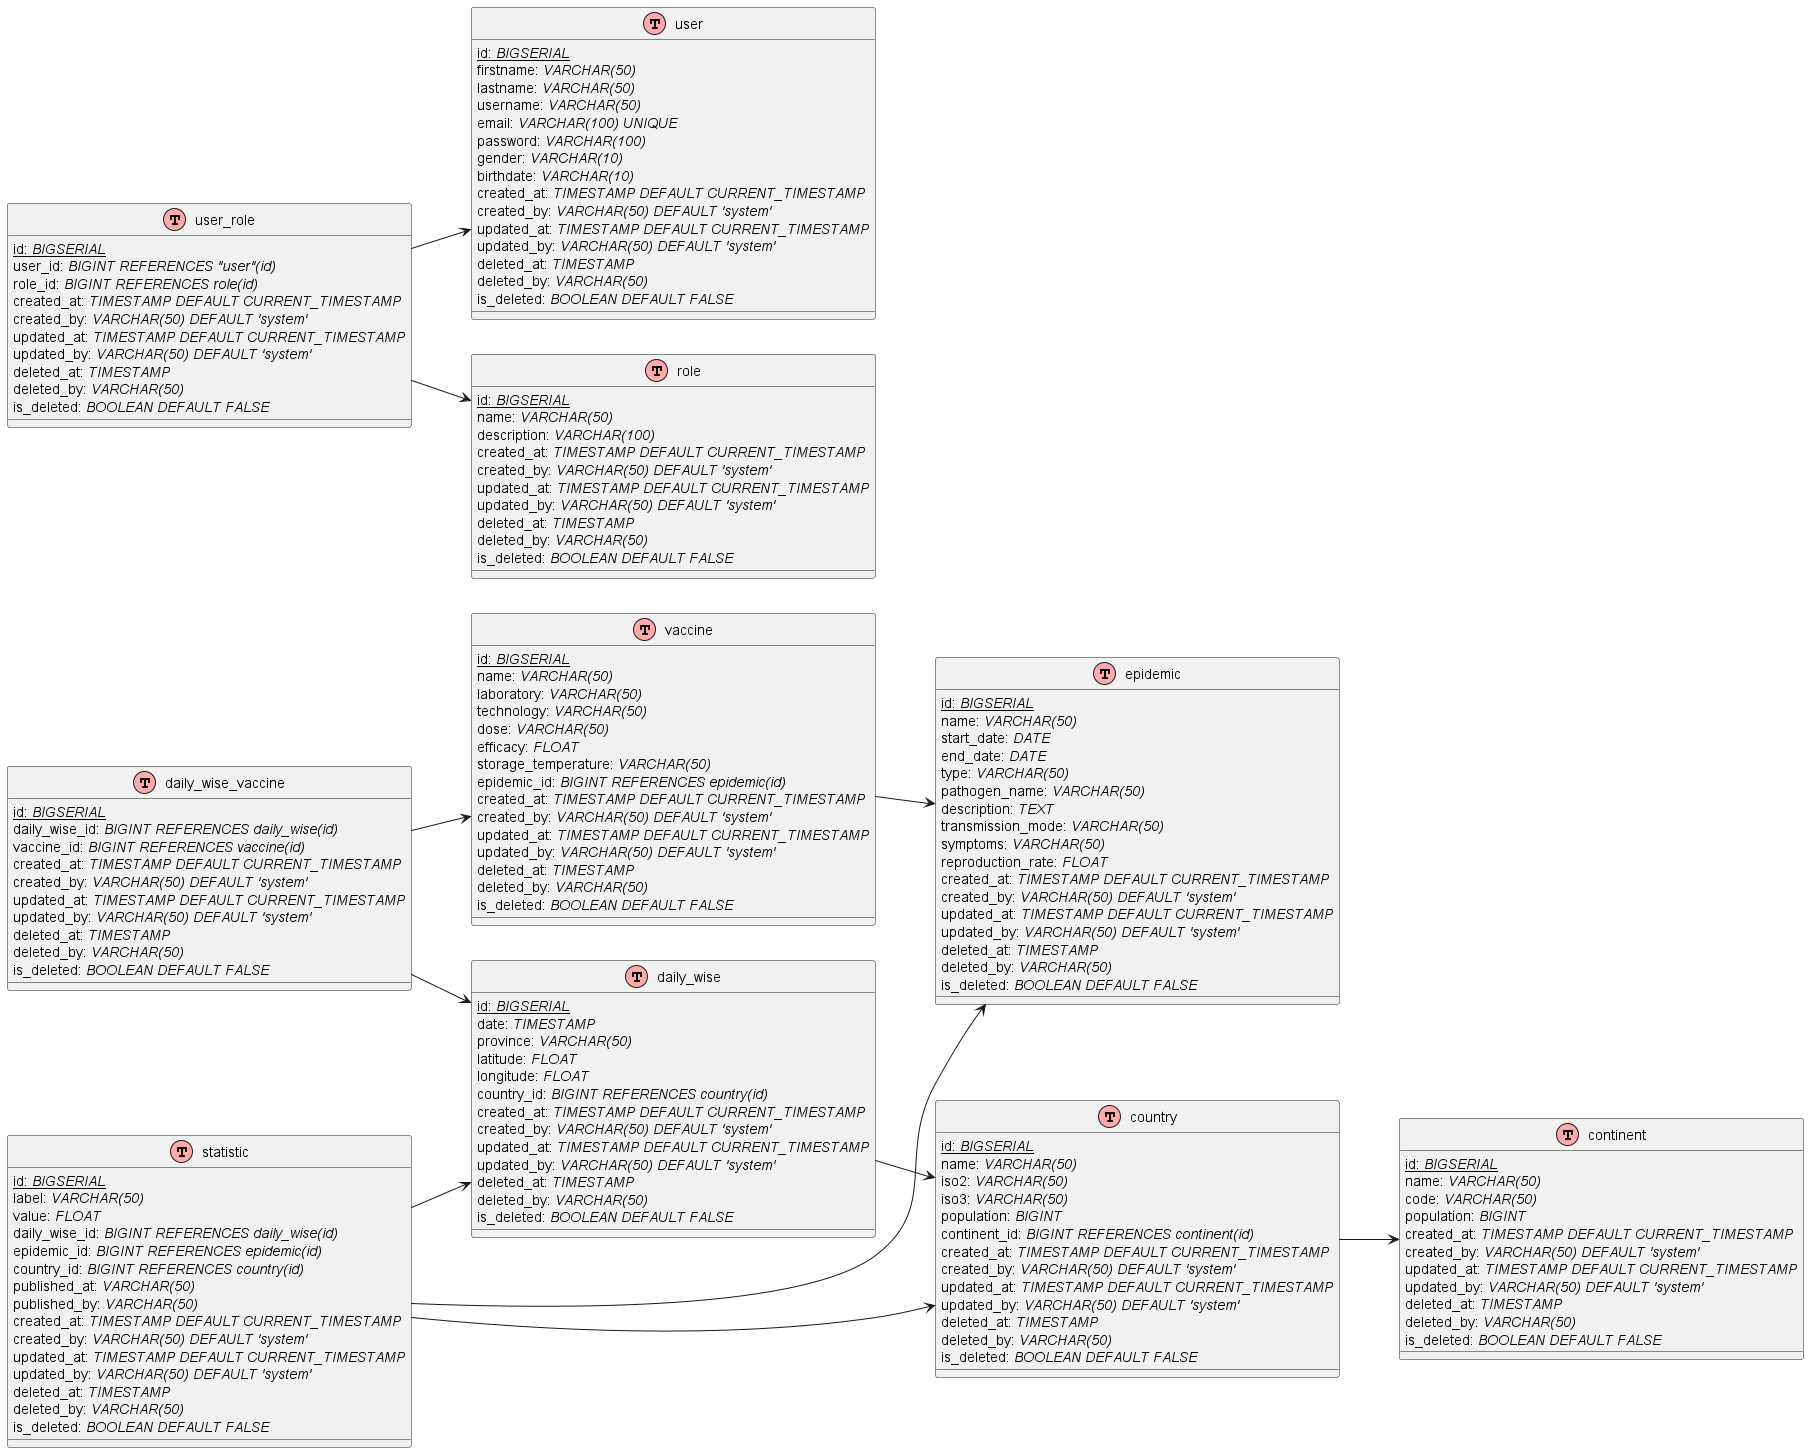 T user
id: BIGSERIAL
firstname: VARCHAR(50)
lastname: VARCHAR(50)
username: VARCHAR(50)
email: VARCHAR(100) UNIQUE
password: VARCHAR(100)
gender: VARCHAR(10)
birthdate: VARCHAR(10)
created_at: TIMESTAMP DEFAULT CURRENT_TIMESTAMP
created_by: VARCHAR(50) DEFAULT 'system'
updated_at: TIMESTAMP DEFAULT CURRENT_TIMESTAMP
updated_by: VARCHAR(50) DEFAULT 'system'
deleted_at: TIMESTAMP
deleted_by: VARCHAR(50)
is_deleted: BOOLEAN DEFAULT FALSE
T user_role
id: BIGSERIAL
user_id: BIGINT REFERENCES "user"(id)
role_id: BIGINT REFERENCES role(id)
created_at: TIMESTAMP DEFAULT CURRENT_TIMESTAMP
created_by: VARCHAR(50) DEFAULT 'system'
updated_at: TIMESTAMP DEFAULT CURRENT_TIMESTAMP
updated_by: VARCHAR(50) DEFAULT 'system'
deleted_at: TIMESTAMP
deleted_by: VARCHAR(50)
is_deleted: BOOLEAN DEFAULT FALSE
T role
id: BIGSERIAL
name: VARCHAR(50)
description: VARCHAR(100)
created_at: TIMESTAMP DEFAULT CURRENT_TIMESTAMP
created_by: VARCHAR(50) DEFAULT 'system'
updated_at: TIMESTAMP DEFAULT CURRENT_TIMESTAMP
updated_by: VARCHAR(50) DEFAULT 'system'
deleted_at: TIMESTAMP
deleted_by: VARCHAR(50)
is_deleted: BOOLEAN DEFAULT FALSE
T vaccine
id: BIGSERIAL
name: VARCHAR(50)
laboratory: VARCHAR(50)
technology: VARCHAR(50)
dose: VARCHAR(50)
efficacy: FLOAT
storage_temperature: VARCHAR(50)
epidemic_id: BIGINT REFERENCES epidemic(id)
created_at: TIMESTAMP DEFAULT CURRENT_TIMESTAMP
created_by: VARCHAR(50) DEFAULT 'system'
updated_at: TIMESTAMP DEFAULT CURRENT_TIMESTAMP
updated_by: VARCHAR(50) DEFAULT 'system'
deleted_at: TIMESTAMP
deleted_by: VARCHAR(50)
is_deleted: BOOLEAN DEFAULT FALSE
T epidemic
id: BIGSERIAL
name: VARCHAR(50)
start_date: DATE
end_date: DATE
type: VARCHAR(50)
pathogen_name: VARCHAR(50)
description: TEXT
transmission_mode: VARCHAR(50)
symptoms: VARCHAR(50)
reproduction_rate: FLOAT
created_at: TIMESTAMP DEFAULT CURRENT_TIMESTAMP
created_by: VARCHAR(50) DEFAULT 'system'
updated_at: TIMESTAMP DEFAULT CURRENT_TIMESTAMP
updated_by: VARCHAR(50) DEFAULT 'system'
deleted_at: TIMESTAMP
deleted_by: VARCHAR(50)
is_deleted: BOOLEAN DEFAULT FALSE
T daily_wise_vaccine
id: BIGSERIAL
daily_wise_id: BIGINT REFERENCES daily_wise(id)
vaccine_id: BIGINT REFERENCES vaccine(id)
created_at: TIMESTAMP DEFAULT CURRENT_TIMESTAMP
created_by: VARCHAR(50) DEFAULT 'system'
updated_at: TIMESTAMP DEFAULT CURRENT_TIMESTAMP
updated_by: VARCHAR(50) DEFAULT 'system'
deleted_at: TIMESTAMP
deleted_by: VARCHAR(50)
is_deleted: BOOLEAN DEFAULT FALSE
T daily_wise
id: BIGSERIAL
date: TIMESTAMP
province: VARCHAR(50)
latitude: FLOAT
longitude: FLOAT
country_id: BIGINT REFERENCES country(id)
created_at: TIMESTAMP DEFAULT CURRENT_TIMESTAMP
created_by: VARCHAR(50) DEFAULT 'system'
updated_at: TIMESTAMP DEFAULT CURRENT_TIMESTAMP
updated_by: VARCHAR(50) DEFAULT 'system'
deleted_at: TIMESTAMP
deleted_by: VARCHAR(50)
is_deleted: BOOLEAN DEFAULT FALSE
T statistic
id: BIGSERIAL
label: VARCHAR(50)
value: FLOAT
daily_wise_id: BIGINT REFERENCES daily_wise(id)
epidemic_id: BIGINT REFERENCES epidemic(id)
country_id: BIGINT REFERENCES country(id)
published_at: VARCHAR(50)
published_by: VARCHAR(50)
created_at: TIMESTAMP DEFAULT CURRENT_TIMESTAMP
created_by: VARCHAR(50) DEFAULT 'system'
updated_at: TIMESTAMP DEFAULT CURRENT_TIMESTAMP
updated_by: VARCHAR(50) DEFAULT 'system'
deleted_at: TIMESTAMP
deleted_by: VARCHAR(50)
is_deleted: BOOLEAN DEFAULT FALSE
T country
id: BIGSERIAL
name: VARCHAR(50)
iso2: VARCHAR(50)
iso3: VARCHAR(50)
population: BIGINT
continent_id: BIGINT REFERENCES continent(id)
created_at: TIMESTAMP DEFAULT CURRENT_TIMESTAMP
created_by: VARCHAR(50) DEFAULT 'system'
updated_at: TIMESTAMP DEFAULT CURRENT_TIMESTAMP
updated_by: VARCHAR(50) DEFAULT 'system'
deleted_at: TIMESTAMP
deleted_by: VARCHAR(50)
is_deleted: BOOLEAN DEFAULT FALSE
T continent
id: BIGSERIAL
name: VARCHAR(50)
code: VARCHAR(50)
population: BIGINT
created_at: TIMESTAMP DEFAULT CURRENT_TIMESTAMP
created_by: VARCHAR(50) DEFAULT 'system'
updated_at: TIMESTAMP DEFAULT CURRENT_TIMESTAMP
updated_by: VARCHAR(50) DEFAULT 'system'
deleted_at: TIMESTAMP
deleted_by: VARCHAR(50)
is_deleted: BOOLEAN DEFAULT FALSE